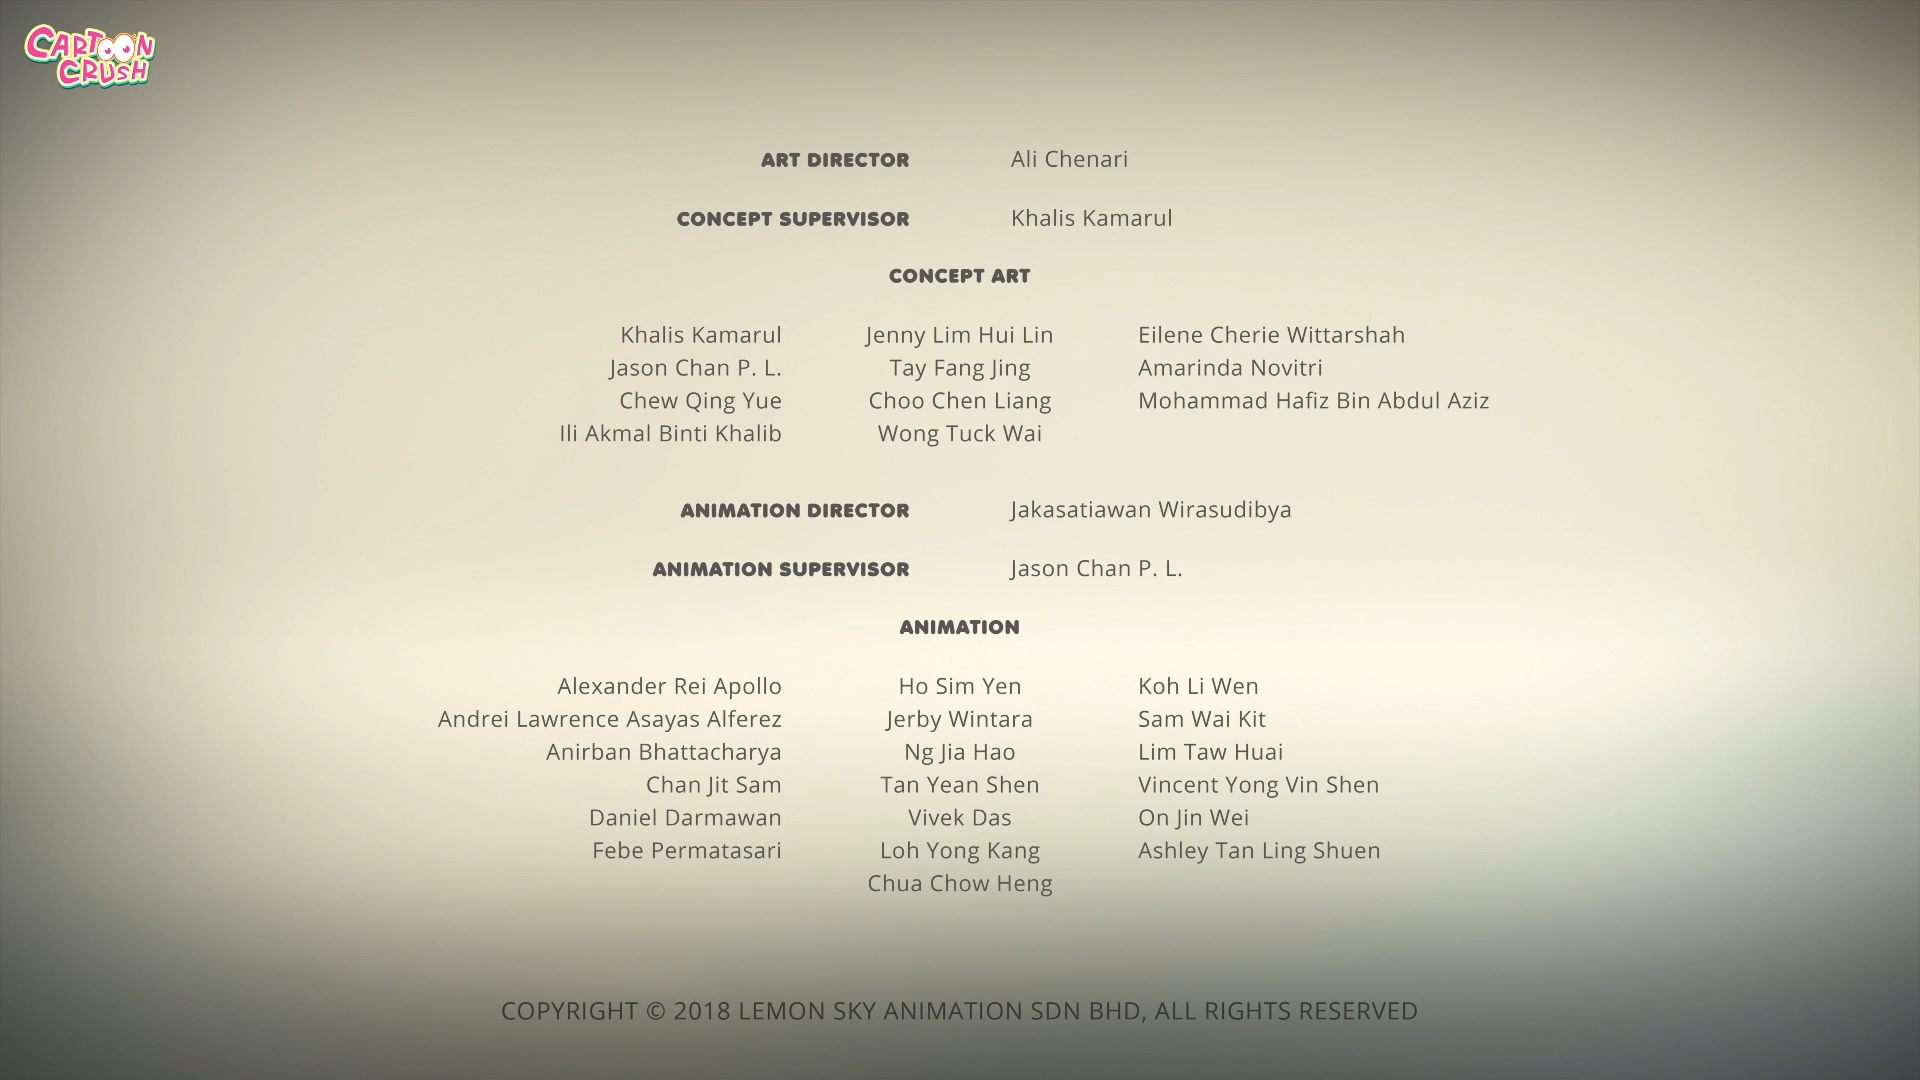 CARTOON
CRUSH
ART DIRECTOR Ali Chenari
CONCEPT SUPERVISOR Khalis Kamarul
CONCEPT ART
Khalis Kamarul Jenny Lim Hui Lin Eilene Cherie Wittarshah
Jason Chan P. L. Tay Fang Jing Amarinda Novitri
Chew Qing Yue Choo Chen Liang Mohammad Hafiz Bin Abdul Aziz
Ili Akmal Binti Khalib Wong Tuck Wai
ANIMATION DIRECTOR Jakasatiawan Wirasudibya
ANIMATION SUPERVISOR Jason Chan P. L.
ANIMATION
Alexander Rei Apollo Ho Sim Yen Koh Li Wen
Andrei Lawrence Asayas Alferez Jerby Wintara Sam Wai Kit
Anirban Bhattacharya Ng Jia Hao Lim Taw Huai
Chan Jit Sam Tan Yean Shen Vincent Yong Vin Shen
Daniel Darmawan Vivek Das On Jin Wei
Febe Permatasari Loh Yong Kang Ashley Tan Ling Shuen
Chua Chow Heng
COPYRIGHT © 2018 LEMON SKY ANIMATION SDN BHD, ALL RIGHTS RESERVED